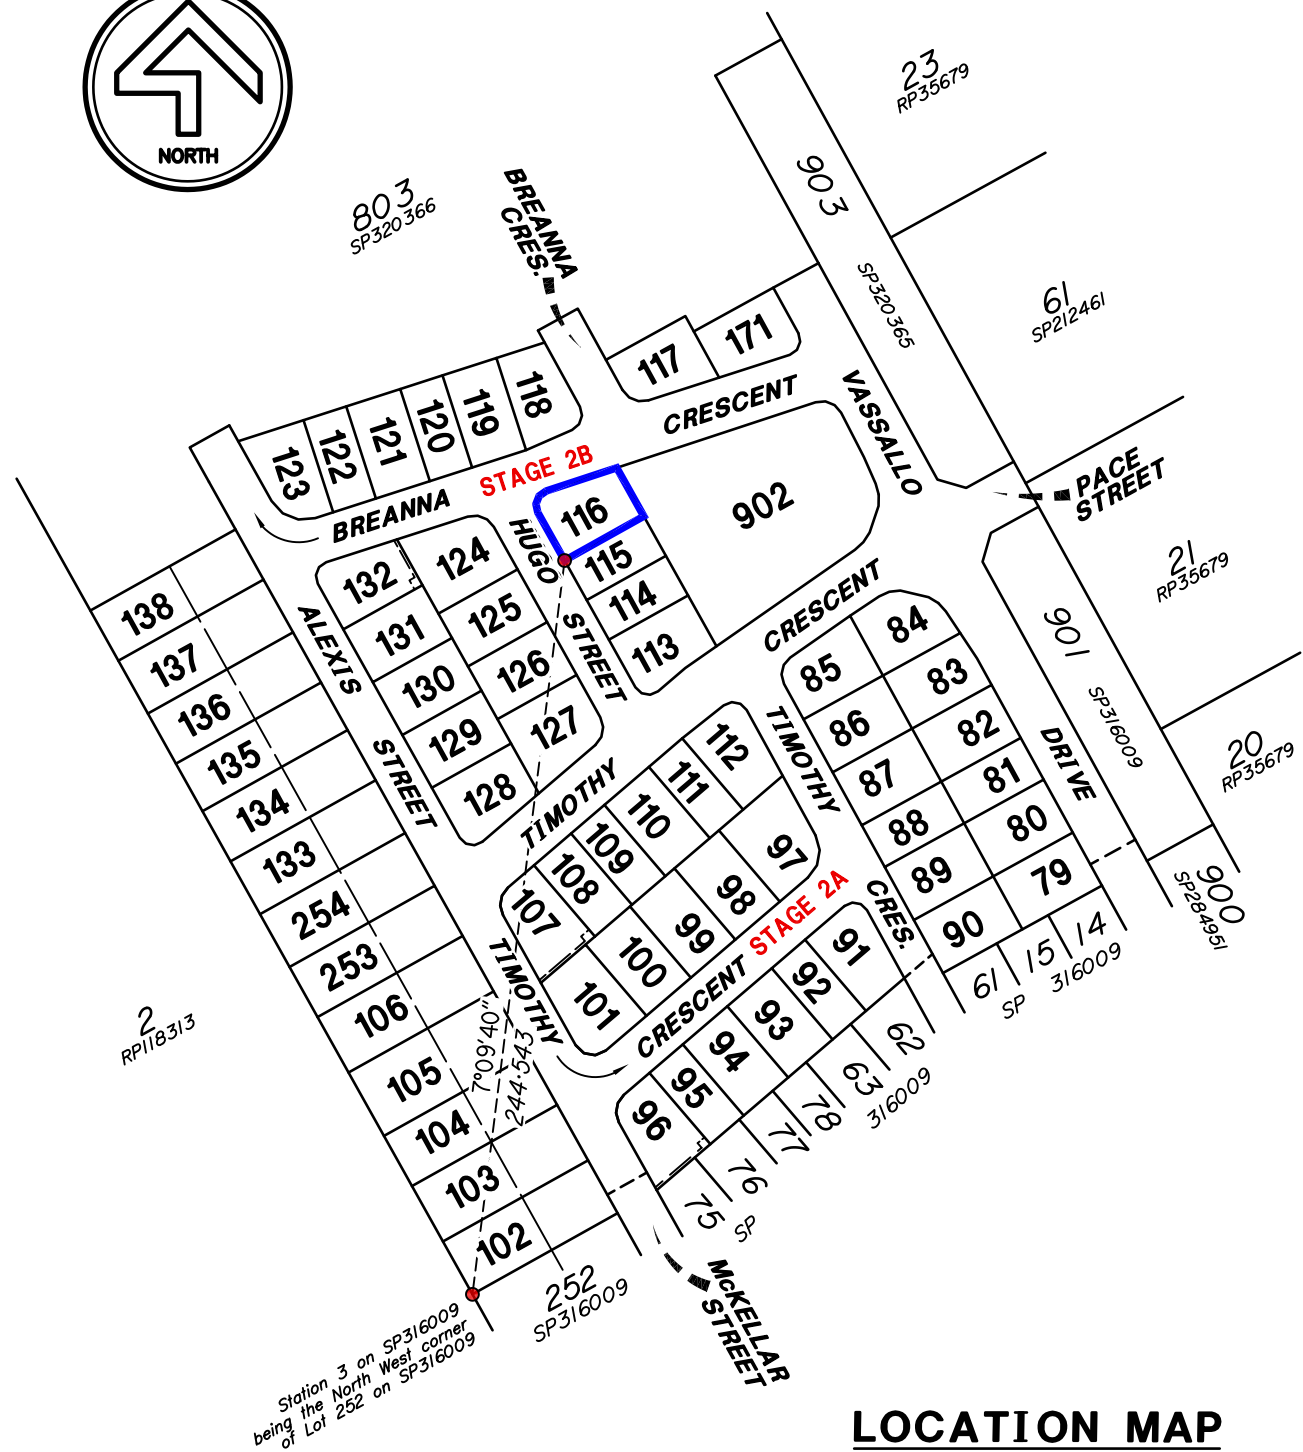 NORTH
23
RP35679
903
SP320365
803
SP320366
BREANNA
CRES.
61
SP212461
117
171
CRESCENT
VASSALLO
PACE
STREET
118
119
120
121
122
123
STAGE 2B
BREANNA
HUGO
116
902
115
114
113
STREET
CRESCENT
21
RP35679
901
SP316009
20
RP35679
900
SP284951
DRIVE
132
124
131
125
130
126
129
127
128
ALEXIS
STREET
138
137
136
135
134
133
254
253
106
105
104
103
102
84
85
83
86
82
87
81
88
80
89
79
90
TIMOTHY
CRES.
61
15
14
SP
316009
TIMOTHY
112
111
110
109
108
107
97
98
99
100
101
STAGE 2A
TIMOTHY
CRESCENT
91
92
93
94
95
96
62
63
78
77
76
75
SP
316009
7°09'40"
244·543
2
RP118313
252
SP316009
McKELLAR
STREET
Station 3 on SP316009
being the North West corner
of Lot 252 on SP316009
LOCATION MAP